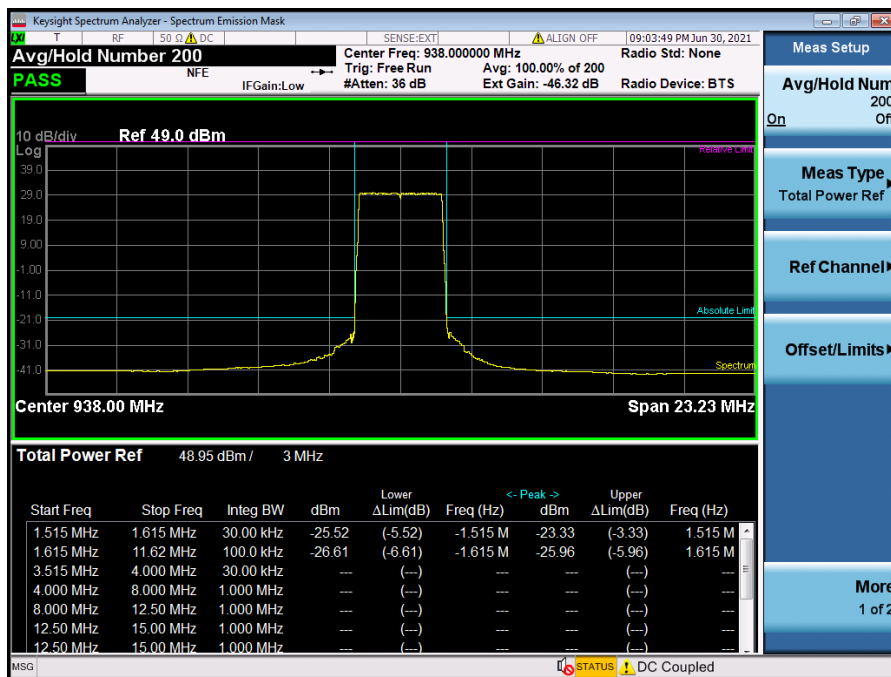 Keysight Spectrum Analyzer - Spectrum Emission Mask
LXI T RF 50 Ω DC SENSE:EXT ALIGN OFF 09:03:49 PM Jun 30, 2021
Avg/Hold Number 200
PASS
NFE
IFGain:Low
Center Freq: 938.000000 MHz
Trig: Free Run
#Atten: 36 dB
Avg: 100.00% of 200
Ext Gain: -46.32 dB
Radio Std: None
Radio Device: BTS
10 dB/div Ref 49.0 dBm
Log
Relative Limit
39.0
29.0
19.0
9.00
-1.00
-11.0
Absolute Limit
-21.0
-31.0
Spectrum
-41.0
Center 938.00 MHz Span 23.23 MHz
Total Power Ref 48.95 dBm / 3 MHz
Lower <- Peak -> Upper
Start Freq Stop Freq Integ BW dBm ΔLim(dB) Freq (Hz) dBm ΔLim(dB) Freq (Hz)
1.515 MHz 1.615 MHz 30.00 kHz -25.52 (-5.52) -1.515 M -23.33 (-3.33) 1.515 M
1.615 MHz 11.62 MHz 100.0 kHz -26.61 (-6.61) -1.615 M -25.96 (-5.96) 1.615 M
3.515 MHz 4.000 MHz 30.00 kHz --- (---) --- --- (---) ---
4.000 MHz 8.000 MHz 1.000 MHz --- (---) --- --- (---) ---
8.000 MHz 12.50 MHz 1.000 MHz --- (---) --- --- (---) ---
12.50 MHz 15.00 MHz 1.000 MHz --- (---) --- --- (---) ---
12.50 MHz 15.00 MHz 1.000 MHz --- (---) --- --- (---) ---
MSG STATUS DC Coupled
Meas Setup
Avg/Hold Num
200
On Of
Meas Type
Total Power Ref
Ref Channel
Offset/Limits
More
1 of 2